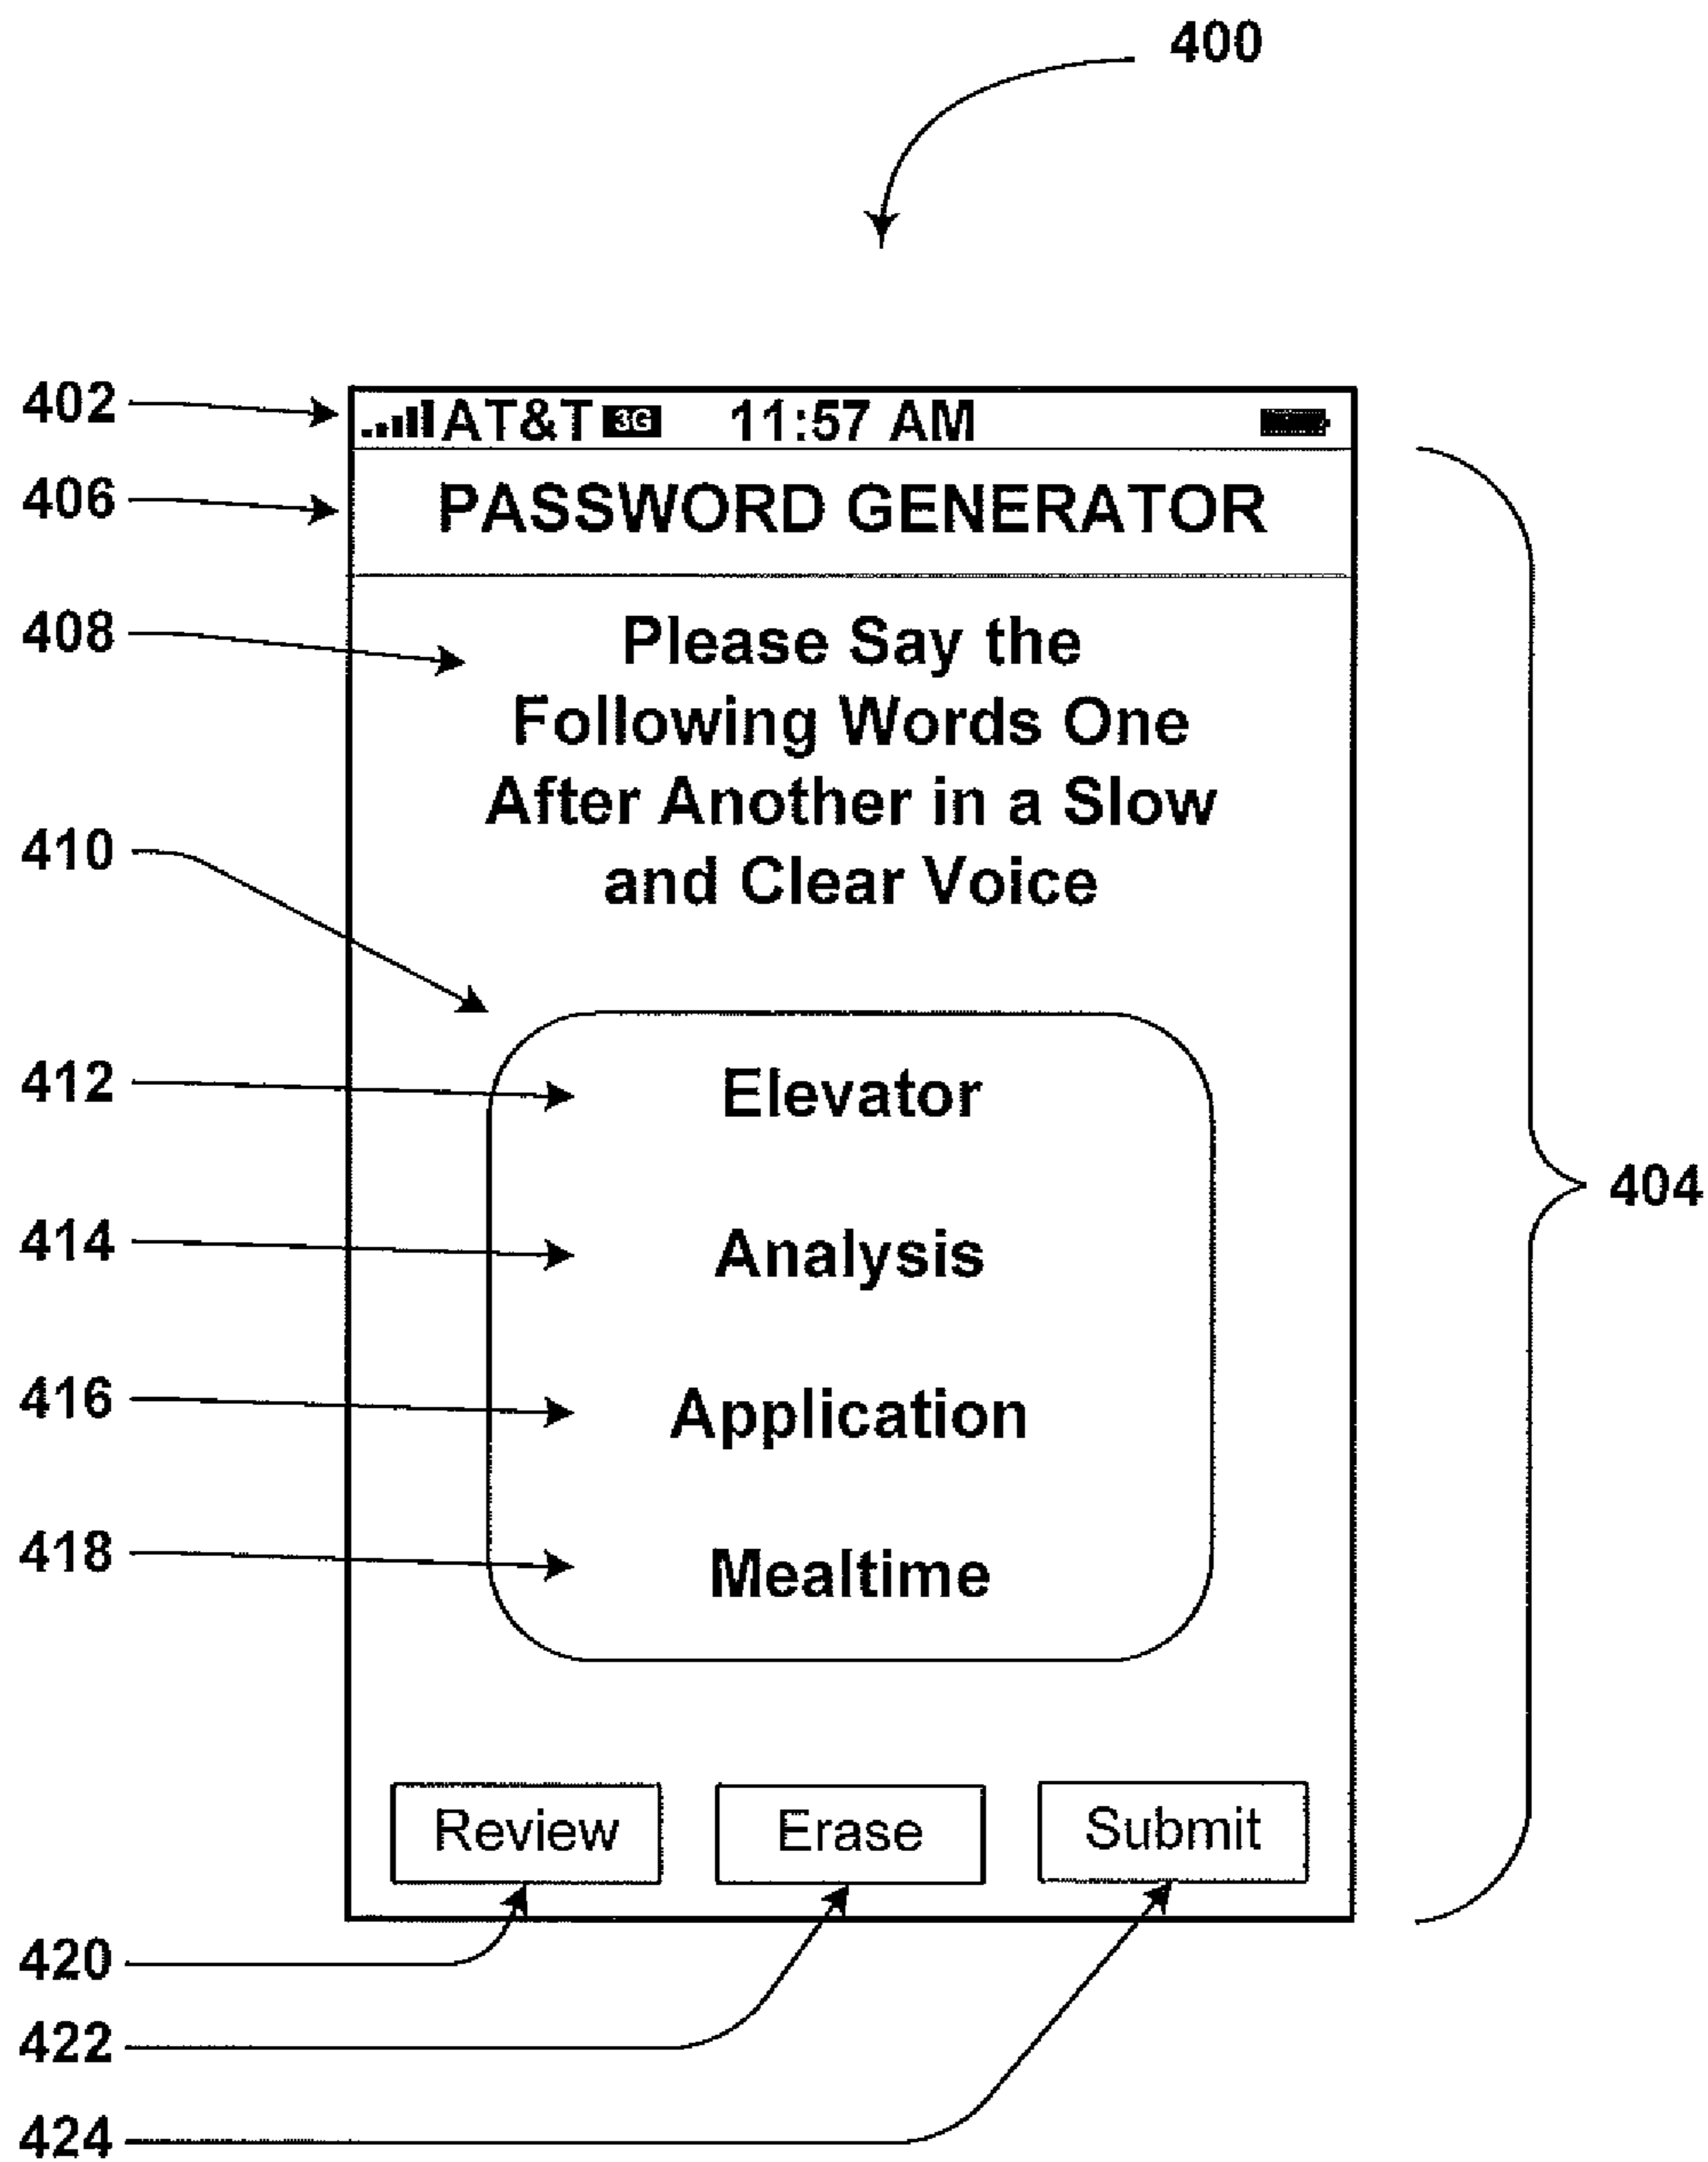 400
402
AT&T 3G 11:57 AM
406
PASSWORD GENERATOR
408
Please Say the
Following Words One
After Another in a Slow
and Clear Voice
410
412
Elevator
404
414
Analysis
416
Application
418
Mealtime
Review Erase Submit
420
422
424